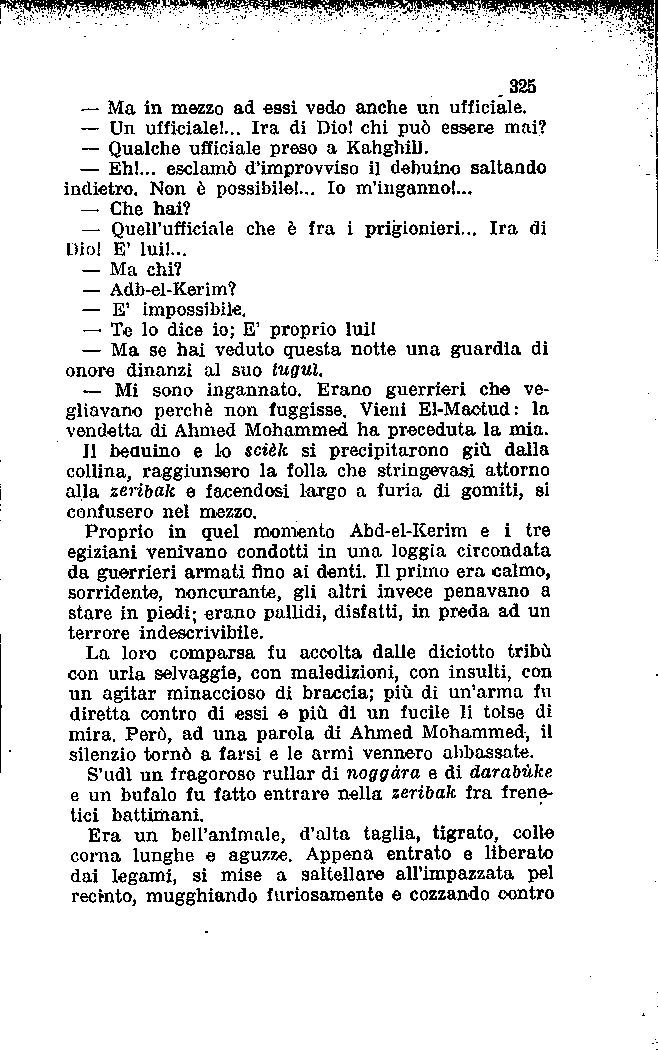 325
— Ma in mezzo ad essi vedo anche un ufficiale.
— Un ufficiale!... Ira di Dio! chi può essere mai?
— Qualche ufficiale preso a Kahghill.
— Eh!... esclamò d'improvviso il debuino saltando
indietro. Non è possibile!... Io m'inganno!...
— Che hai?
— Quell'ufficiale che è fra i prigionieri... Ira di
Dio! E' lui!...
— Ma chi?
— Adb-el-Kerim?
— E' impossibile.
— Te lo dice io; E' proprio lui!
— Ma se hai veduto questa notte una guardia di
onore dinanzi al suo tugul.
— Mi sono ingannato. Erano guerrieri che ve-
gliavano perchè non fuggisse. Vieni El-Mactud: la
vendetta di Ahmed Mohammed ha preceduta la mia.
Il beduino e lo scièk si precipitarono giù dalla
collina, raggiunsero la folla che stringevasi attorno
alla zeribak e facendosi largo a furia di gomiti, si
confusero nel mezzo.
Proprio in quel momento Abd-el-Kerim e i tre
egiziani venivano condotti in una loggia circondata
da guerrieri armati fino ai denti. Il primo era calmo,
sorridente, noncurante, gli altri invece penavano a
stare in piedi; erano pallidi, disfatti, in preda ad un
terrore indescrivibile.
La loro comparsa fu accolta dalle diciotto tribù
con urla selvaggie, con maledizioni, con insulti, con
un agitar minaccioso di braccia; più di un'arma fu
diretta contro di essi e più di un fucile li tolse di
mira. Però, ad una parola di Ahmed Mohammed, il
silenzio tornò a farsi e le armi vennero abbassate.
S'udì un fragoroso rullar di noggàra e di darabùke
e un bufalo fu fatto entrare nella zeribak fra frene-
tici battimani.
Era un bell'animale, d'alta taglia, tigrato, colle
corna lunghe e aguzze. Appena entrato e liberato
dai legami, si mise a saltellare all'impazzata pel
recinto, mugghiando furiosamente e cozzando contro